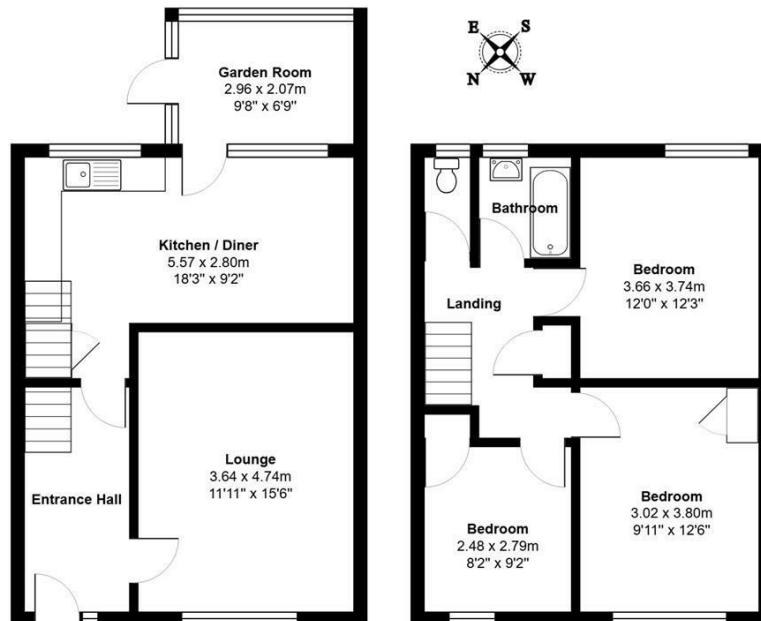 Garden Room
2.96 x 2.07m
9'8" x 6'9"
Kitchen / Diner
5.57 x 2.80m
18'3" x 9'2"
Lounge
3.64 x 4.74m
11'11" x 15'6"
Entrance Hall
E S
N W
Bathroom
Bedroom
3.66 x 3.74m
12'0" x 12'3"
Landing
Bedroom
3.02 x 3.80m
9'11" x 12'6"
Bedroom
2.48 x 2.79m
8'2" x 9'2"